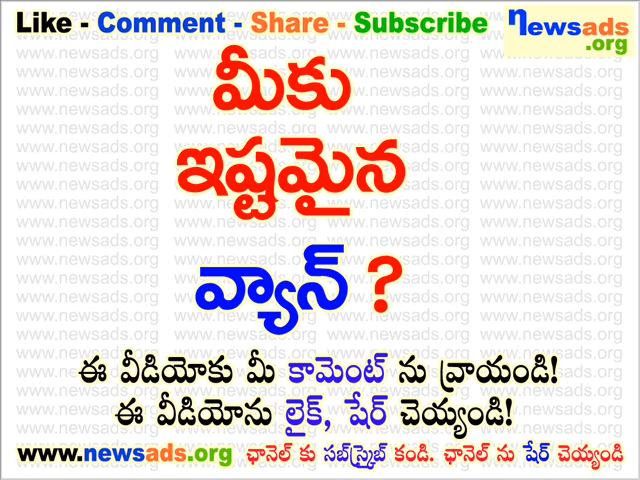 Like - Comment - Share - Subscribe
newsads
.org
మీకు
ఇష్టమైన
వ్యాన్ ?
ఈ వీడియోకు మీ కామెంట్ ను వ్రాయండి!
ఈ వీడియోను లైక్, షేర్ చెయ్యండి!
www.newsads.org ఛానెల్ కు సబ్‌స్క్రైబ్ కండి. ఛానెల్ ను షేర్ చెయ్యండి